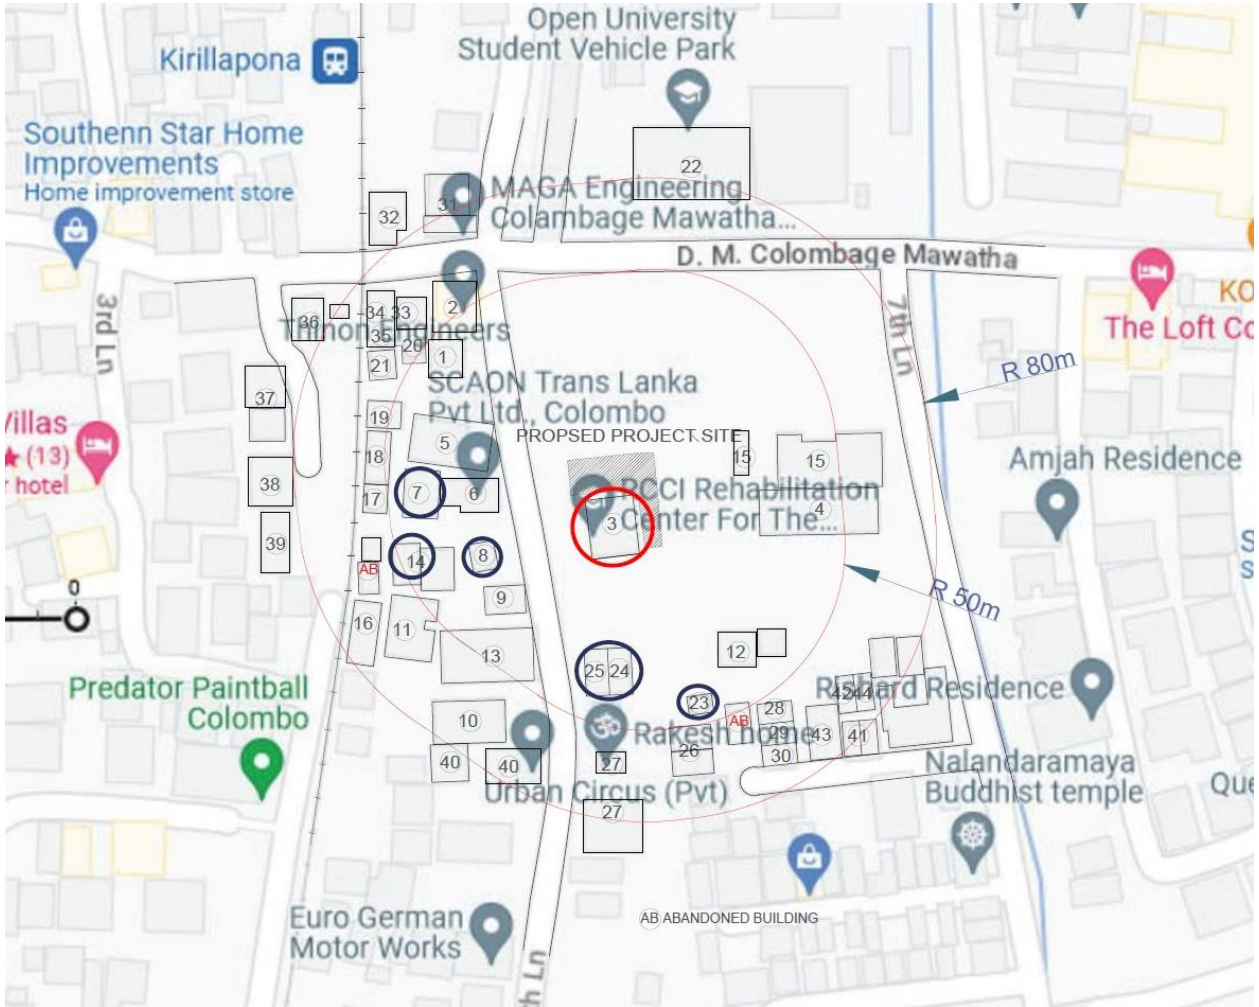 Open University
Student Vehicle Park
Kirillapona
Southenn Star Home
Improvements
Home improvement store
22
MAGA Engineering
Colambage Mawatha...
31
32
D. M. Colombage Mawatha
3rd Ln
7th Ln
The Loft Co
KO
36
34
33
2
Thinon Engineers
35
20
1
21
R 80m
37
SCAON Trans Lanka
Pvt Ltd., Colombo
PROPSED PROJECT SITE
19
5
18
15
15
Villas
(13)
r hotel
Amjah Residence
38
17
7
6
RCCI Rehabilitation
Center For The...
3
4
39
AB
14
8
R 50m
0
9
16
11
13
12
25
24
23
Predator Paintball
Colombo
Rishard Residence
42
44
10
AB
28
29
30
43
41
Rakesh home
26
40
40
27
Urban Circus (Pvt)
27
Nalandaramaya
Buddhist temple
Que
S
s
AB ABANDONED BUILDING
Euro German
Motor Works
h Ln